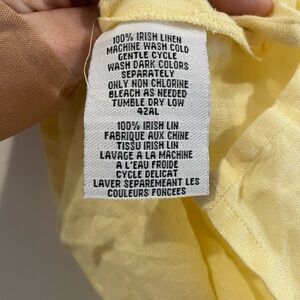 100% IRISH LINEN
MACHINE WASH COLD
GENTLE CYCLE
WASH DARK COLORS
SEPARATELY
ONLY NON CHLORINE
BLEACH AS NEEDED
TUMBLE DRY LOW
42AL
100% IRISH LIN
FABRIQUE AUX CHINE
TISSU IRISH LIN
LAVAGE A LA MACHINE
A L'EAU FROIDE
CYCLE DELICAT
LAVER SEPAREMEANT LES
COULEURS FONCEES